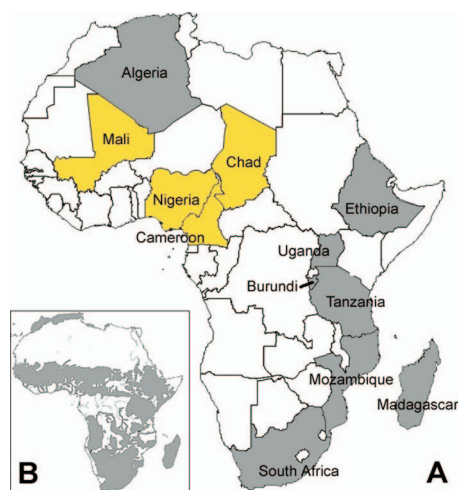 Algeria
Mali
Chad
Nigeria
Ethiopia
Cameroon
Uganda
Burundi
Tanzania
Mozambique
Madagascar
South Africa
B
A